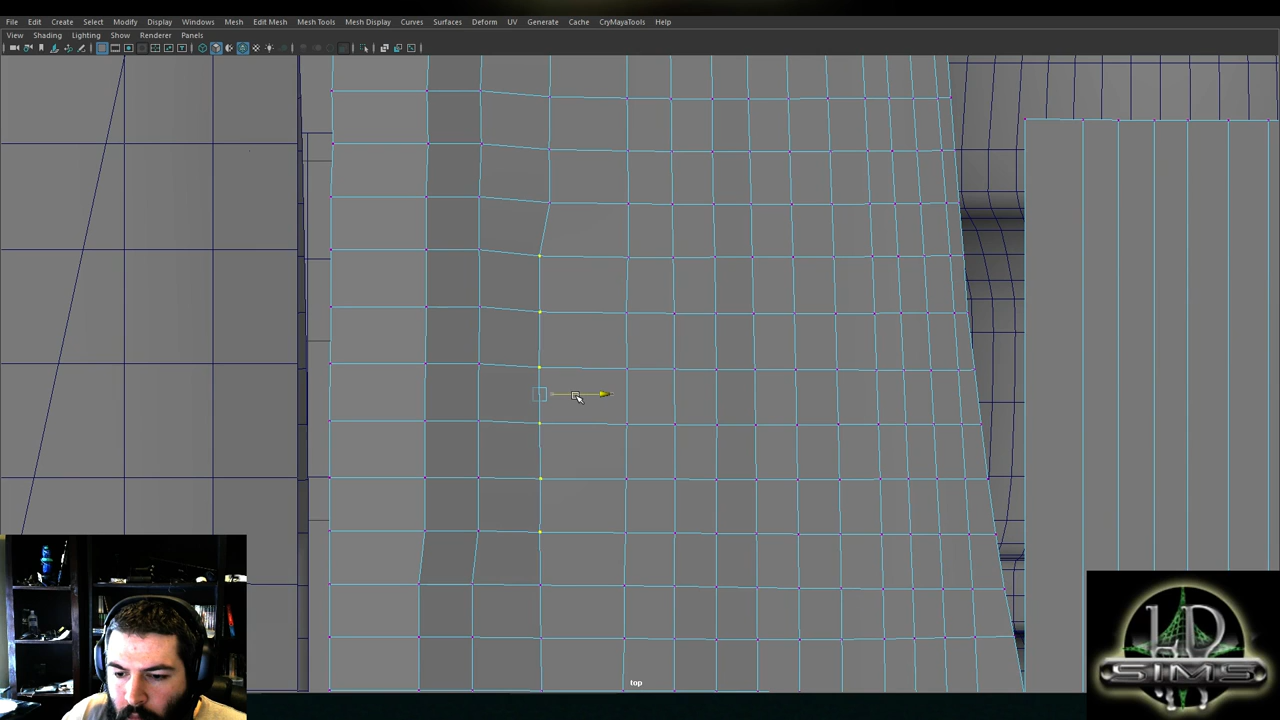 File Edit Create Select Modify Display Windows Mesh Edit Mesh Mesh Tools Mesh Display Curves Surfaces Deform UV Generate Cache CryMayaTools Help
View Shading Lighting Show Renderer Panels
top
SIMS